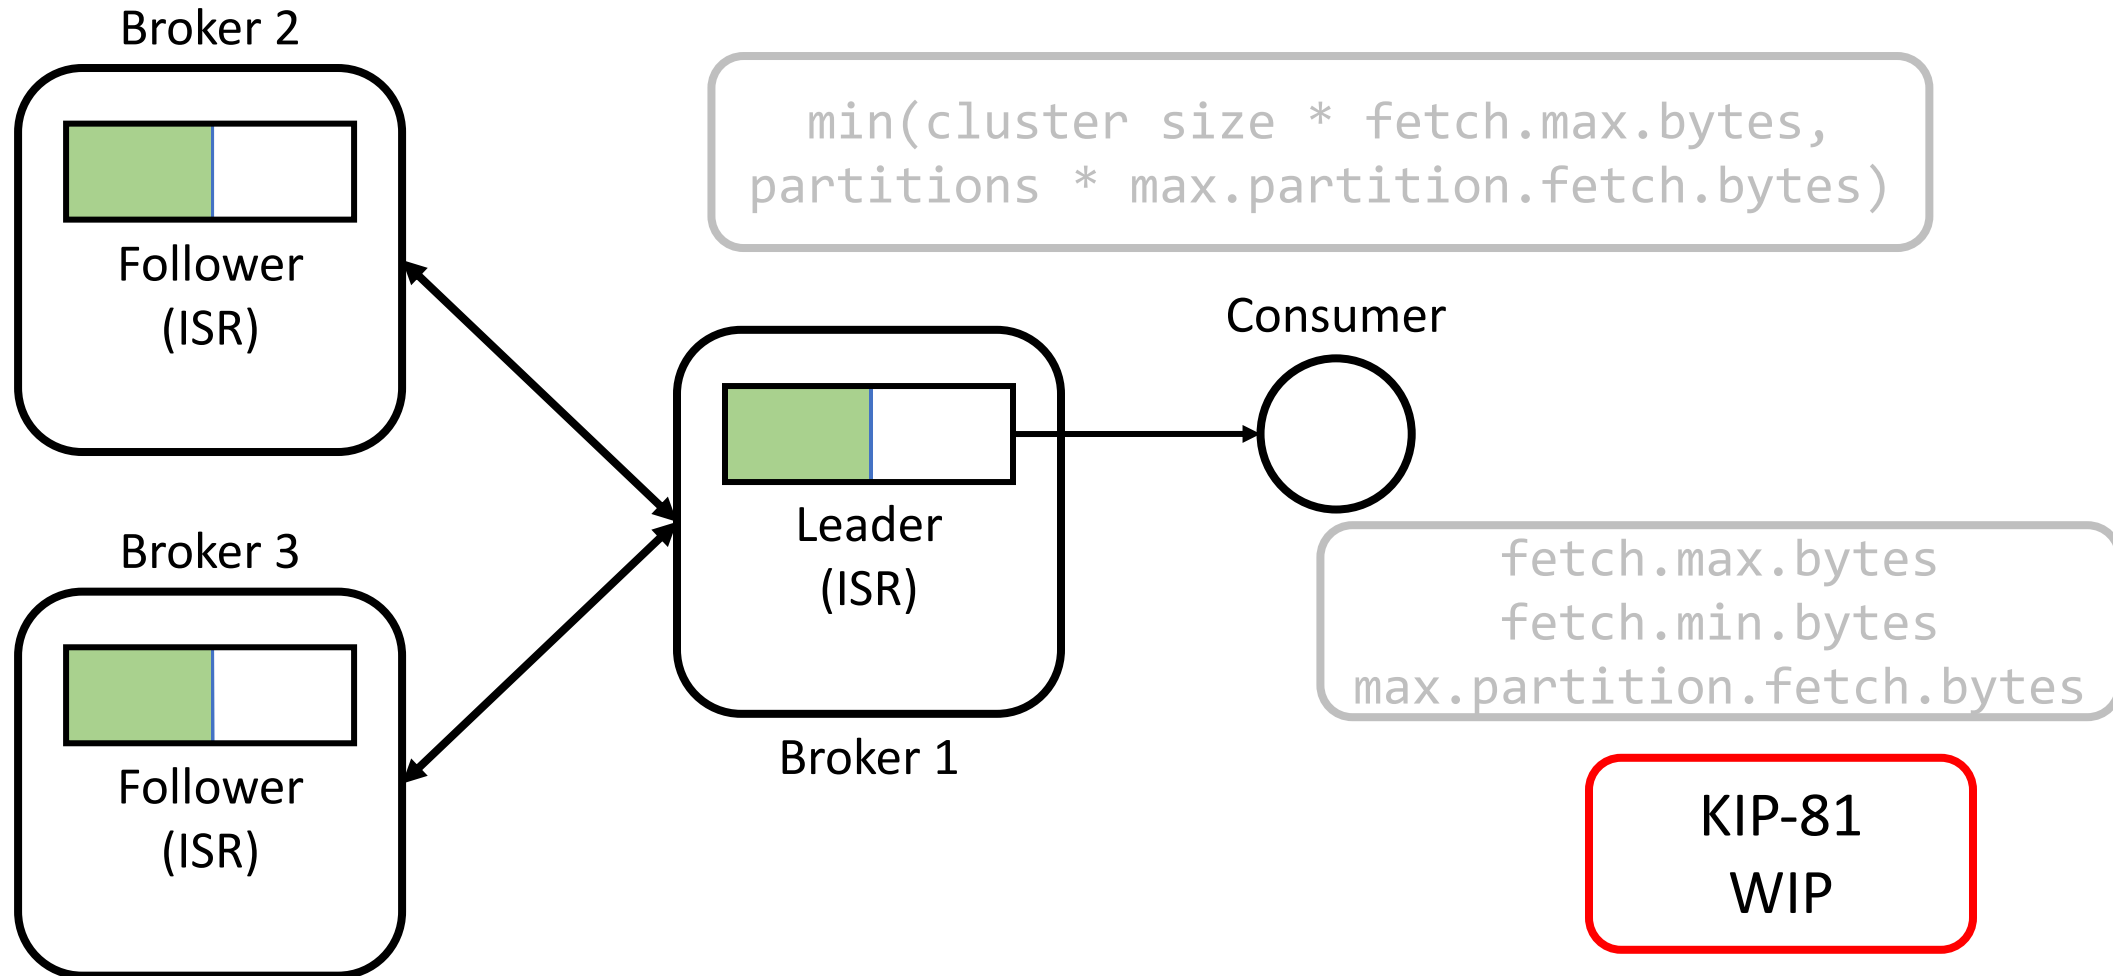 Broker 2
Follower
(ISR)
min(cluster size * fetch.max.bytes,
partitions * max.partition.fetch.bytes)
Consumer
Leader
(ISR)
Broker 1
Broker 3
Follower
(ISR)
fetch.max.bytes
fetch.min.bytes
max.partition.fetch.bytes
KIP-81
WIP